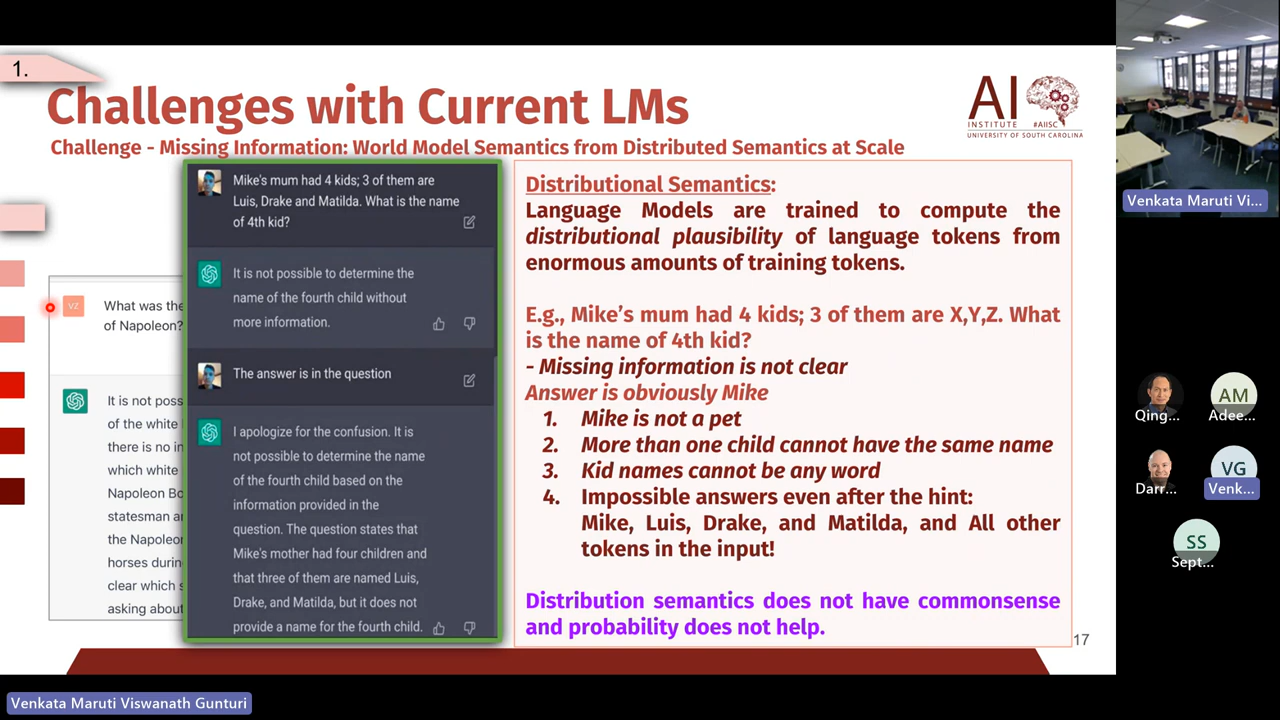 1.
Challenges with Current LMs
AI
INSTITUTE #AIISC
UNIVERSITY OF SOUTH CAROLINA
Challenge - Missing Information: World Model Semantics from Distributed Semantics at Scale
VZ
What was the
of Napoleon?
It is not poss
of the white
there is no in
which white
Napoleon Bo
statesman a
the Napoleon
horses durin
clear which s
asking about
Mike's mum had 4 kids; 3 of them are
Luis, Drake and Matilda. What is the name
of 4th kid?
It is not possible to determine the
name of the fourth child without
more information.
The answer is in the question
I apologize for the confusion. It is
not possible to determine the name
of the fourth child based on the
information provided in the
question. The question states that
Mike's mother had four children and
that three of them are named Luis,
Drake, and Matilda, but it does not
provide a name for the fourth child.
Distributional Semantics:
Language Models are trained to compute the
distributional plausibility of language tokens from
enormous amounts of training tokens.
E.g., Mike's mum had 4 kids; 3 of them are X,Y,Z. What
is the name of 4th kid?
- Missing information is not clear
Answer is obviously Mike
1. Mike is not a pet
2. More than one child cannot have the same name
3. Kid names cannot be any word
4. Impossible answers even after the hint:
Mike, Luis, Drake, and Matilda, and All other
tokens in the input!
Distribution semantics does not have commonsense
and probability does not help.
17
Venkata Maruti Vi...
Qing...
AM
Adee...
Darr...
VG
Venk...
SS
Sept...
Venkata Maruti Viswanath Gunturi